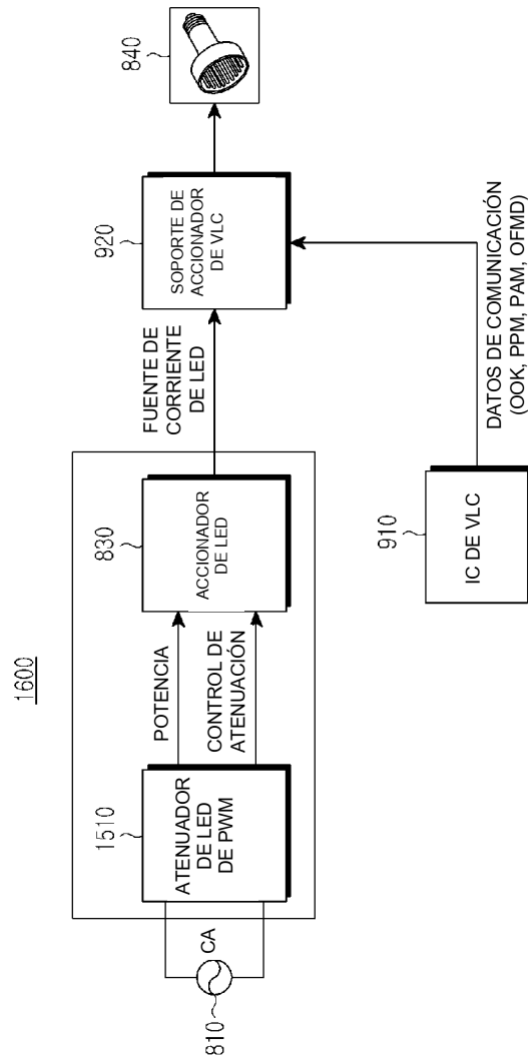 1600
810
CA
1510
ATENUADOR
DE LED
DE PWM
POTENCIA
CONTROL DE
ATENUACIÓN
830
ACCIONADOR
DE LED
FUENTE DE
CORRIENTE
DE LED
920
SOPORTE DE
ACCIONADOR
DE VLC
840
910
IC DE VLC
DATOS DE COMUNICACIÓN
(OOK, PPM, PAM, OFMD)